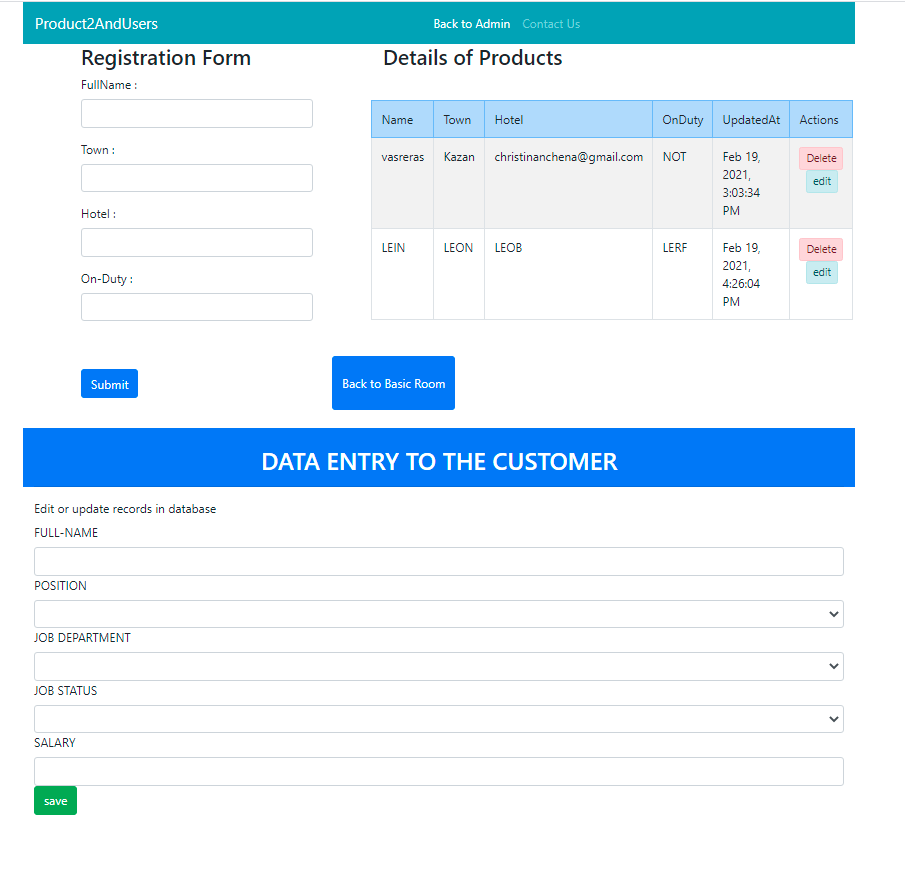 Product2AndUsers Back to Admin Contact Us
Registration Form
FullName :
Town :
Hotel :
On-Duty :
Submit
Details of Products
Name Town Hotel OnDuty UpdatedAt Actions
vasreras Kazan christinanchena@gmail.com NOT Feb 19, Delete
2021, edit
3:03:34
PM
LEIN LEON LEOB LERF Feb 19, Delete
2021, edit
4:26:04
PM
Back to Basic Room
DATA ENTRY TO THE CUSTOMER
Edit or update records in database
FULL-NAME
POSITION
JOB DEPARTMENT
JOB STATUS
SALARY
save